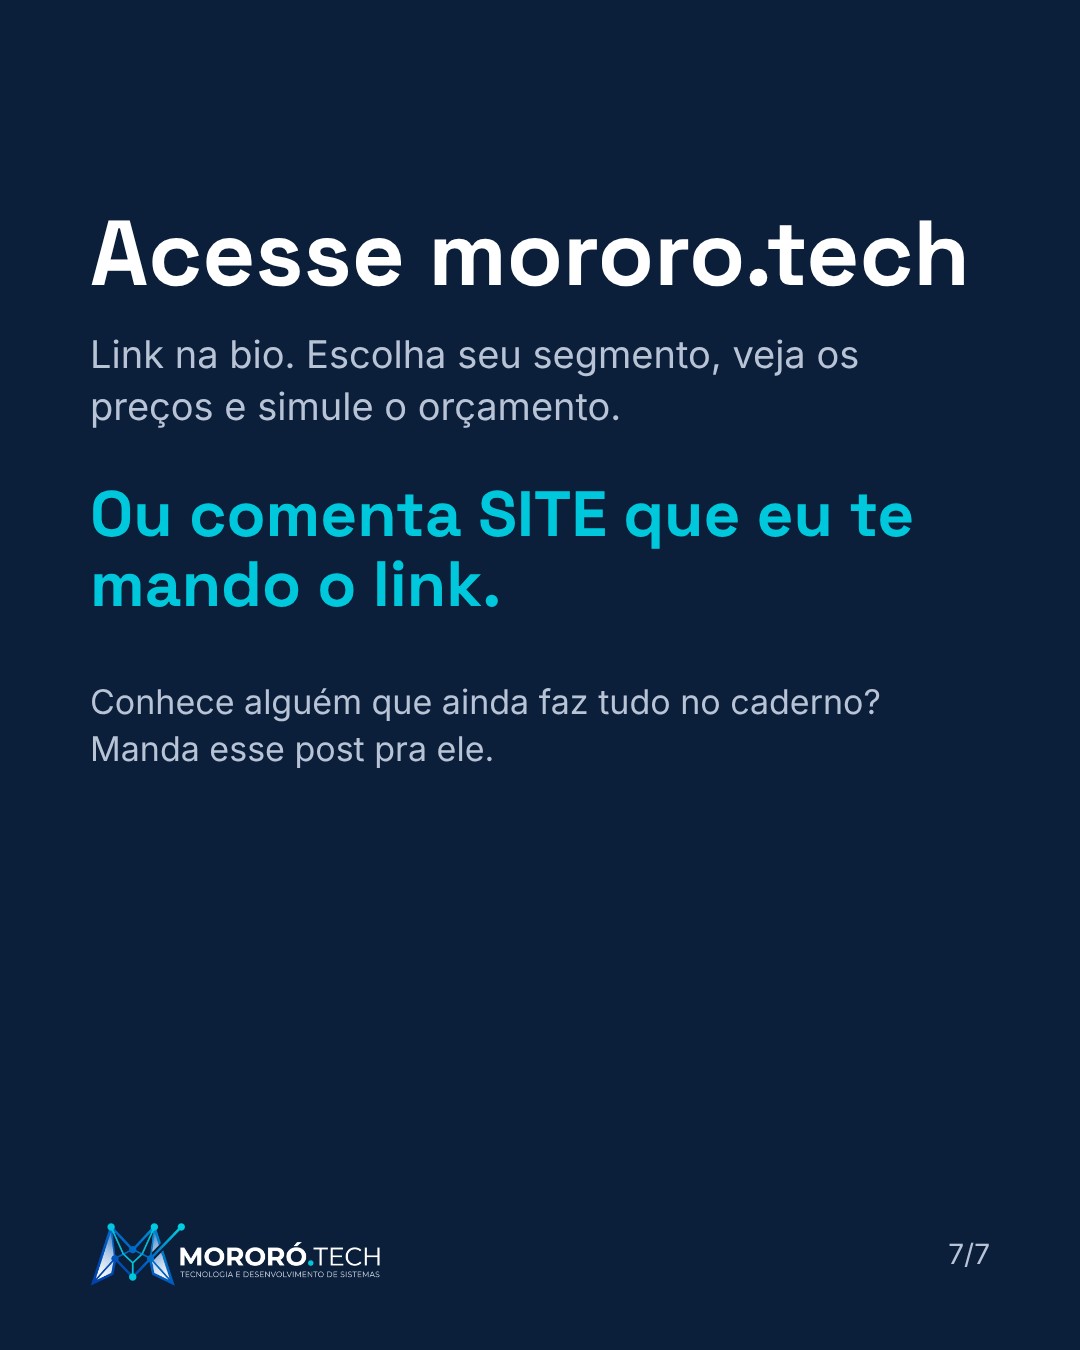 Acesse mororo.tech
Link na bio. Escolha seu segmento, veja os
preços e simule o orçamento.
Ou comenta SITE que eu te
mando o link.
Conhece alguém que ainda faz tudo no caderno?
Manda esse post pra ele.
MORORÓ.TECH
TECNOLOGIA E DESENVOLVIMENTO DE SISTEMAS
7/7